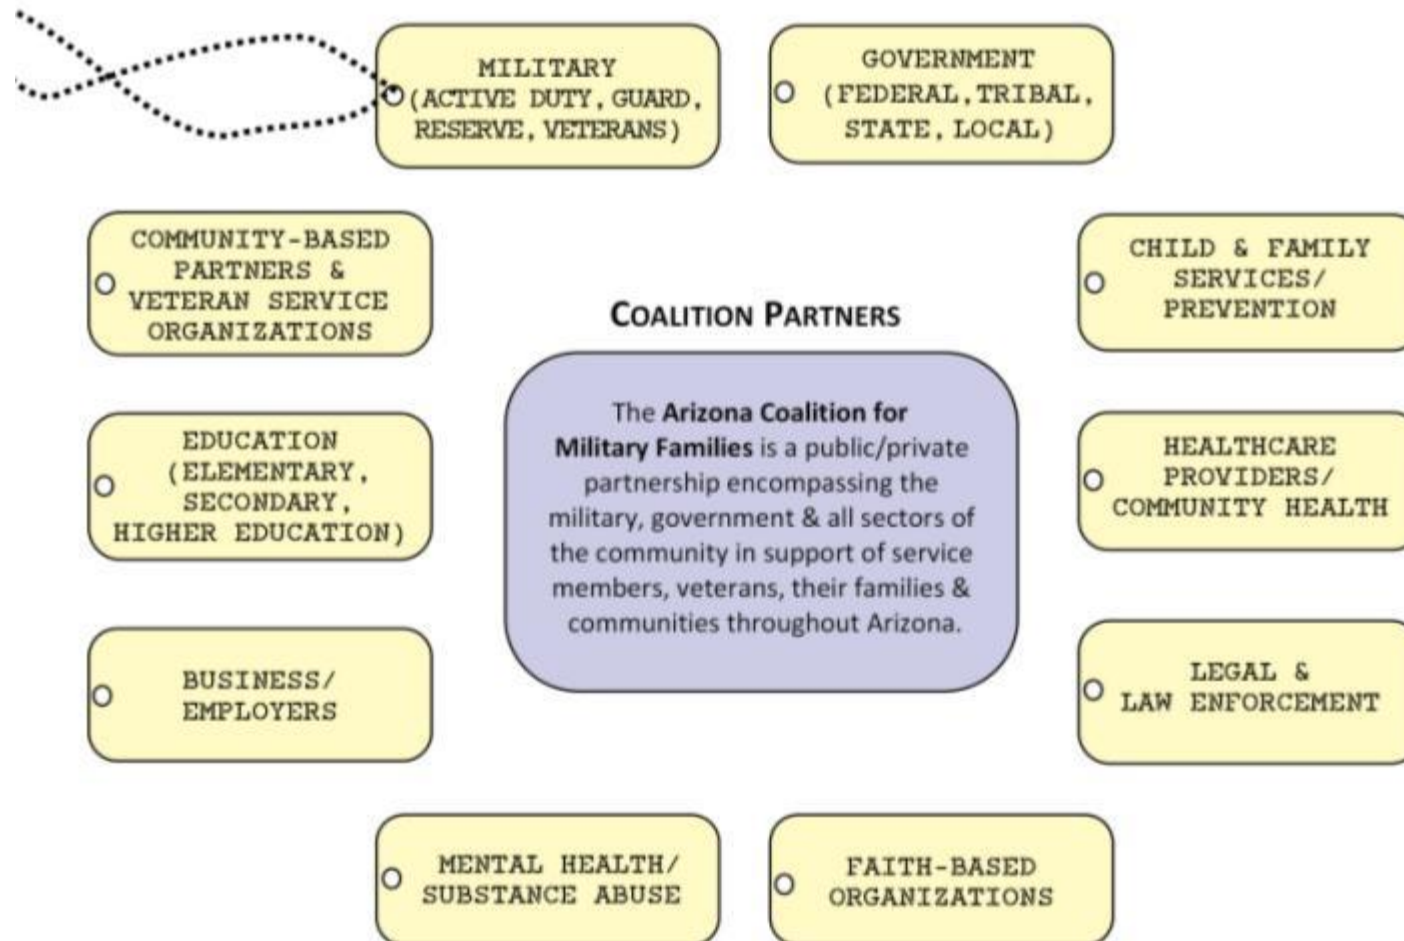 MILITARY
(ACTIVE DUTY, GUARD,
RESERVE, VETERANS)
GOVERNMENT
(FEDERAL, TRIBAL,
STATE, LOCAL)
COMMUNITY-BASED
PARTNERS &
VETERAN SERVICE
ORGANIZATIONS
CHILD & FAMILY
SERVICES/
PREVENTION
COALITION PARTNERS
The Arizona Coalition for
Military Families is a public/private
partnership encompassing the
military, government & all sectors of
the community in support of service
members, veterans, their families &
communities throughout Arizona.
EDUCATION
(ELEMENTARY,
SECONDARY,
HIGHER EDUCATION)
HEALTHCARE
PROVIDERS/
COMMUNITY HEALTH
BUSINESS/
EMPLOYERS
LEGAL &
LAW ENFORCEMENT
MENTAL HEALTH/
SUBSTANCE ABUSE
FAITH-BASED
ORGANIZATIONS